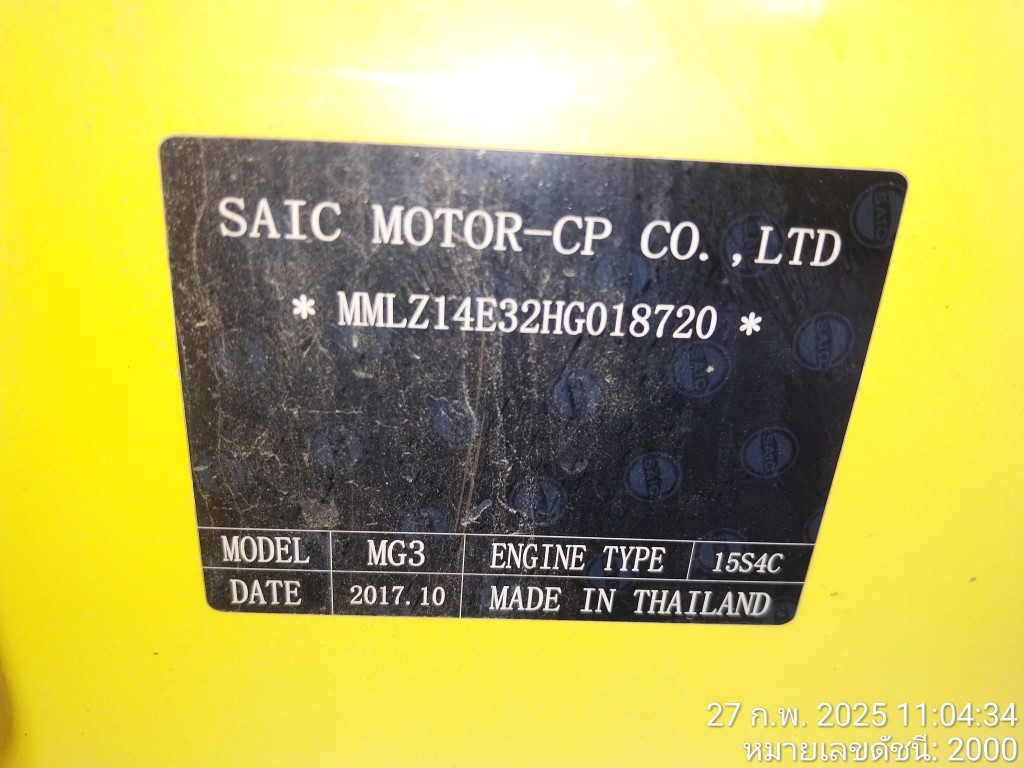 SAIC MOTOR-CP CO.,LTD
* MMLZ14E32HG018720 *
MODEL MG3 ENGINE TYPE 15S4C
DATE 2017.10 MADE IN THAILAND
27 ก.พ. 2025 11:04:34
หมายเลขดัชนี: 2000